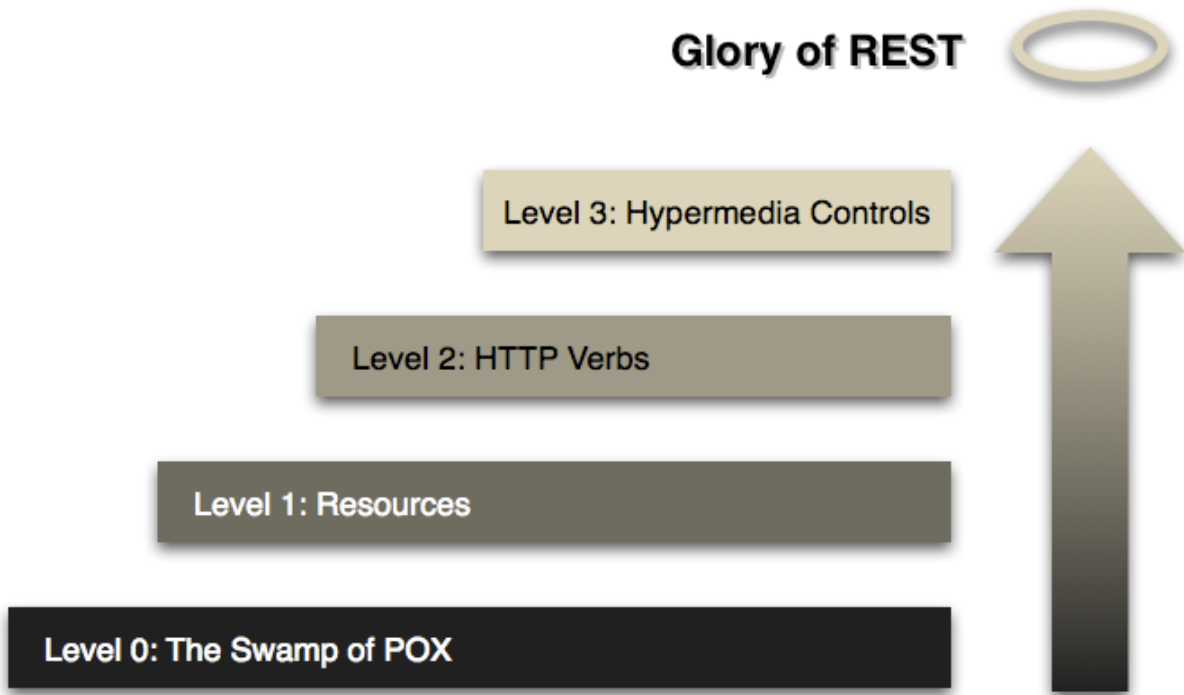 Glory of REST
Level 3: Hypermedia Controls
Level 2: HTTP Verbs
Level 1: Resources
Level 0: The Swamp of POX